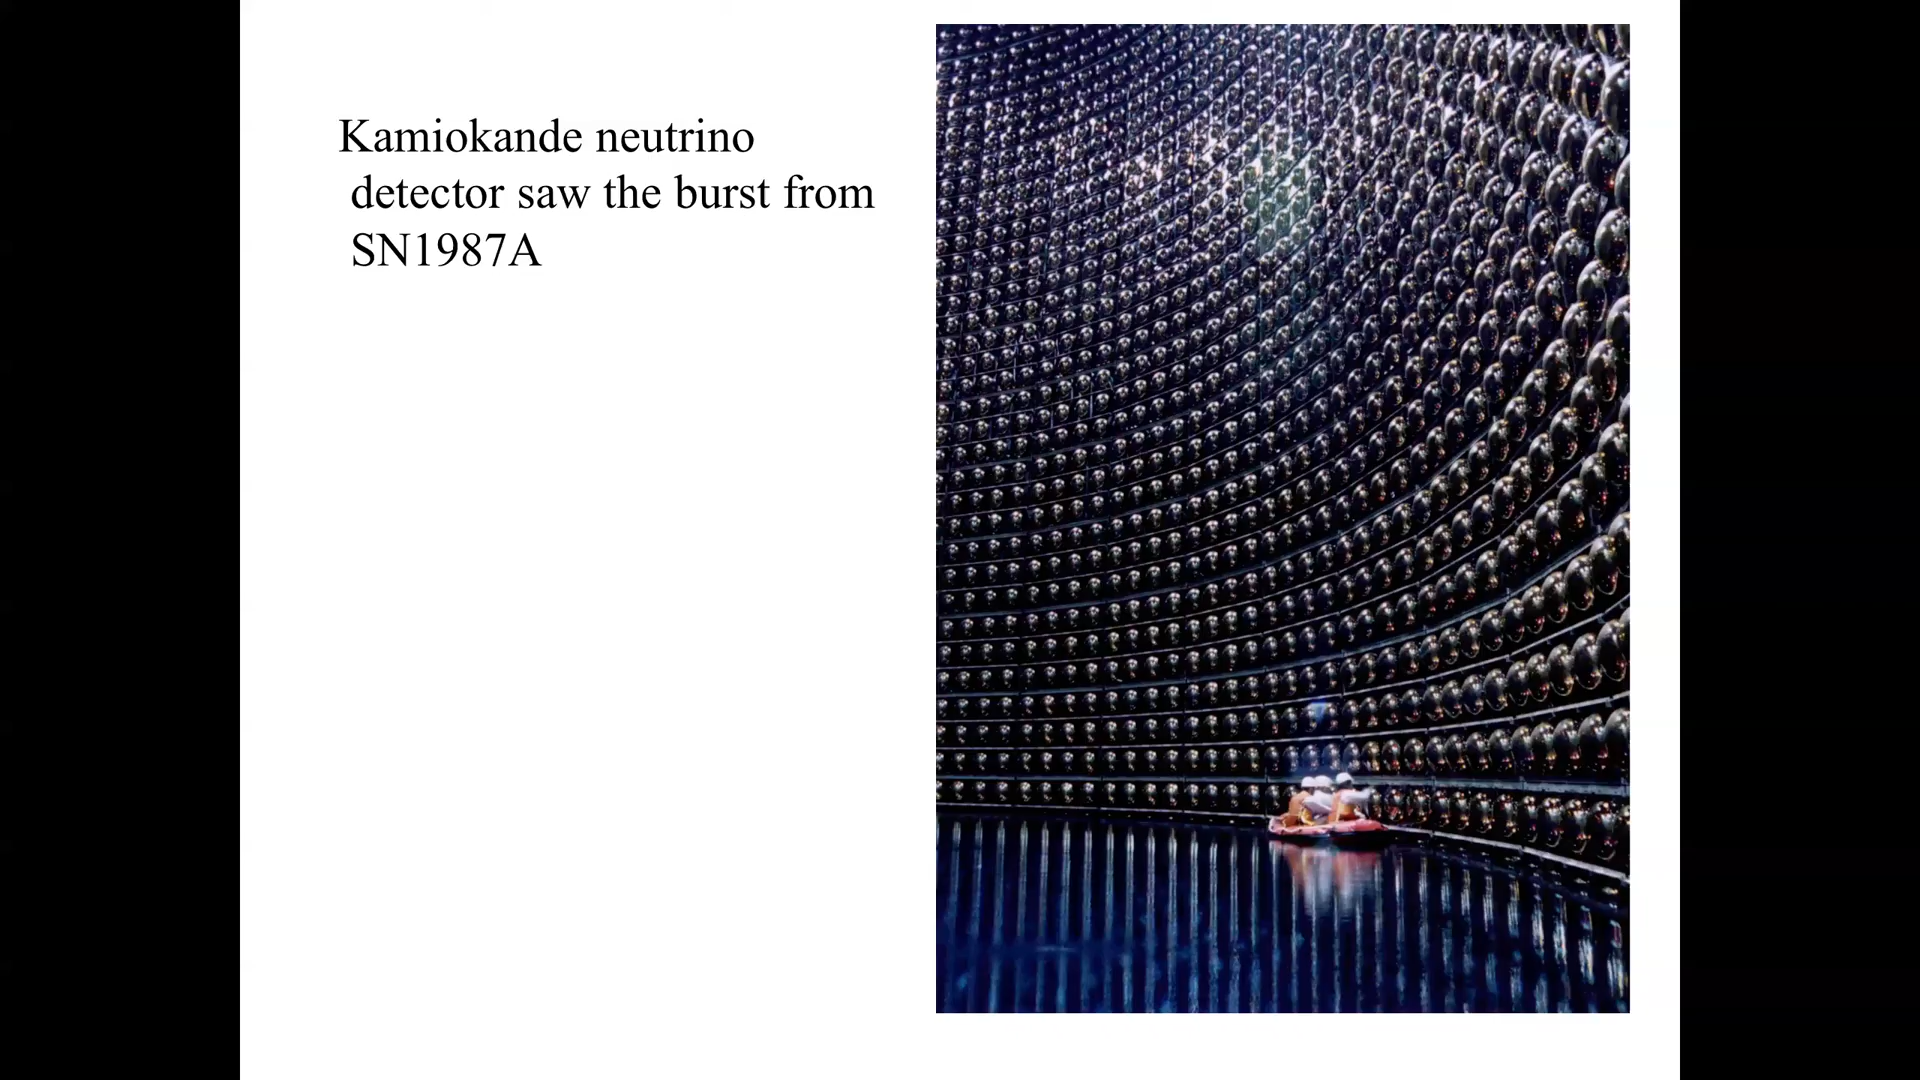 Kamiokande neutrino
detector saw the burst from
SN1987A